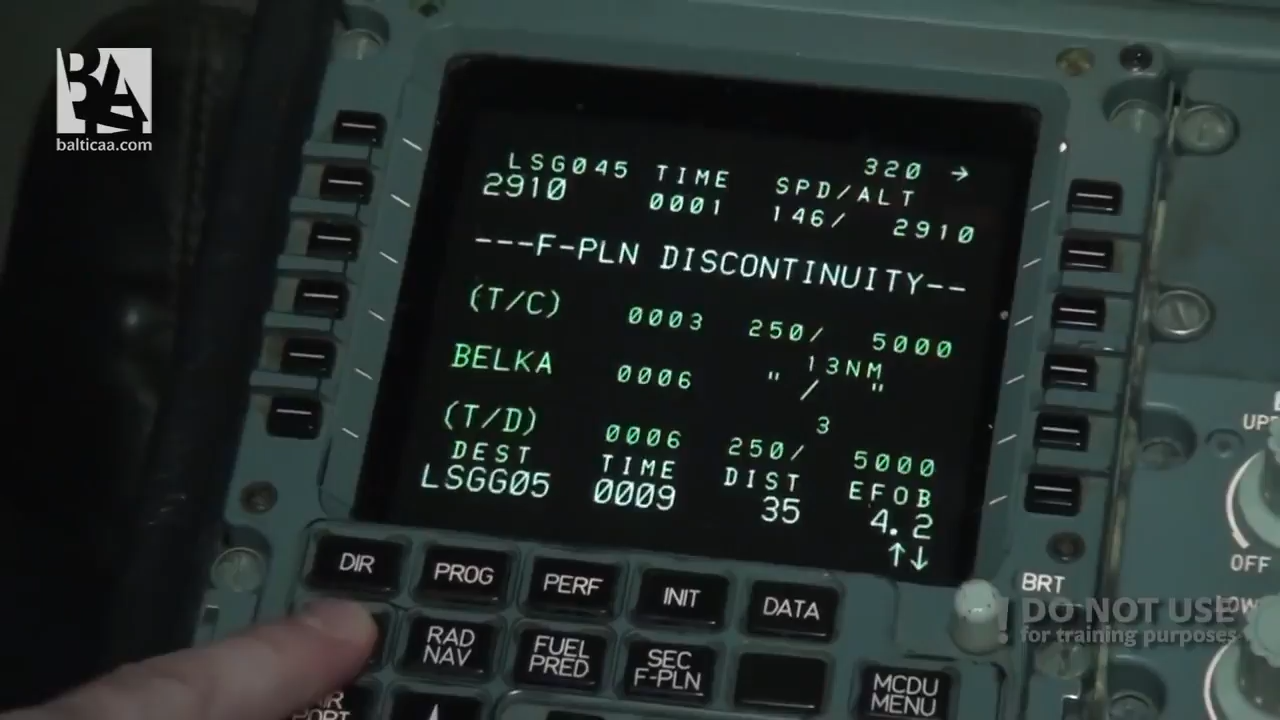 BA
balticaa.com
320 →
LSG045 TIME SPD/ALT
2910 0001 146/ 2910
---F-PLN DISCONTINUITY--
(T/C) 0003 250/ 5000
13NM
BELKA 0006 " / "
3
(T/D) 0006 250/ 5000
DEST TIME DIST EFOB
LSGG05 0009 35 4.2
↑↓
DIR PROG PERF INIT DATA
BRT
OFF
RAD NAV
FUEL PRED
SEC F-PLN
MCDU MENU
! DO NOT USE
for training purposes